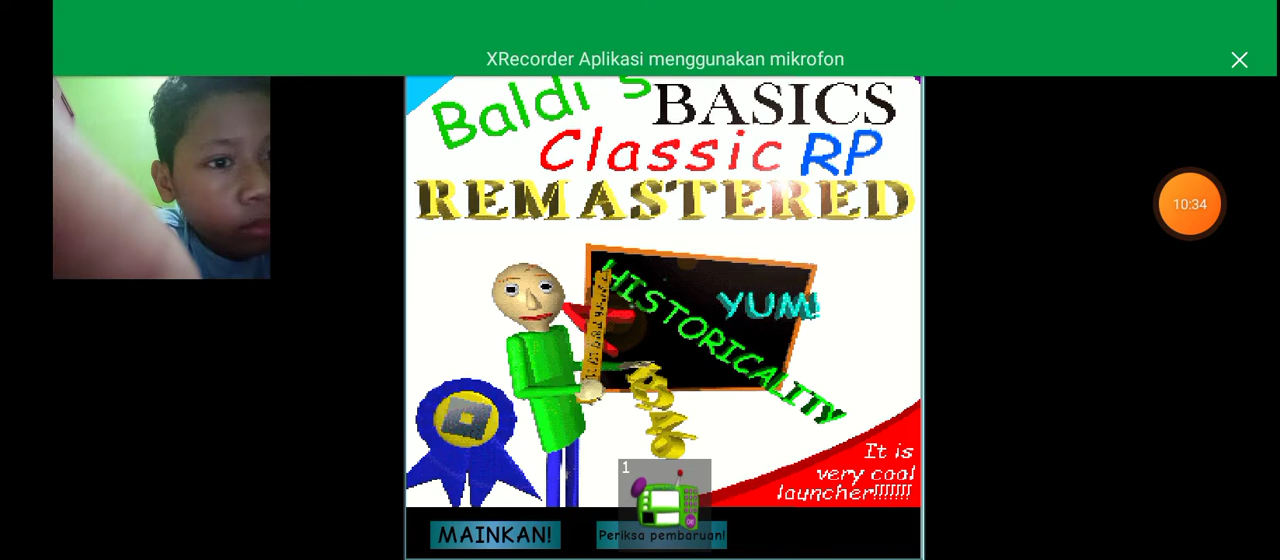 XRecorder Aplikasi menggunakan mikrofon
Baldi's BASICS
Classic RP
REMASTERED
10:34
HISTORICALITY
YUM!
It is
very cool
launcher!!!!!!!
1
MAINKAN!
Periksa pembaruan!